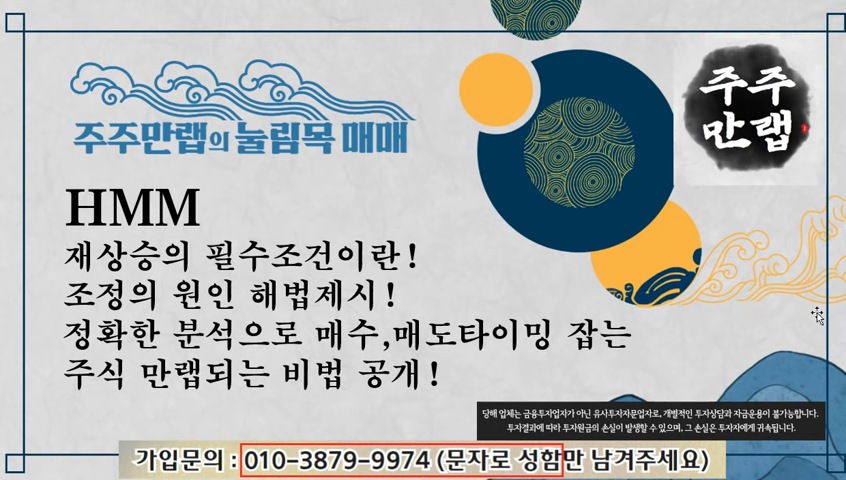 주주만랩의 눌림목 매매
주주
만랩
HMM
재상승의 필수조건이란!
조정의 원인 해법제시!
정확한 분석으로 매수,매도타이밍 잡는
주식 만랩되는 비법 공개!
당해 업체는 금융투자업자가 아닌 유사투자자문업자로, 개별적인 투자상담과 자금운용이 불가능합니다.
투자결과에 따라 투자원금의 손실이 발생할 수 있으며, 그 손실은 투자자에게 귀속됩니다.
가입문의 : 010-3879-9974 (문자로 성함만 남겨주세요)